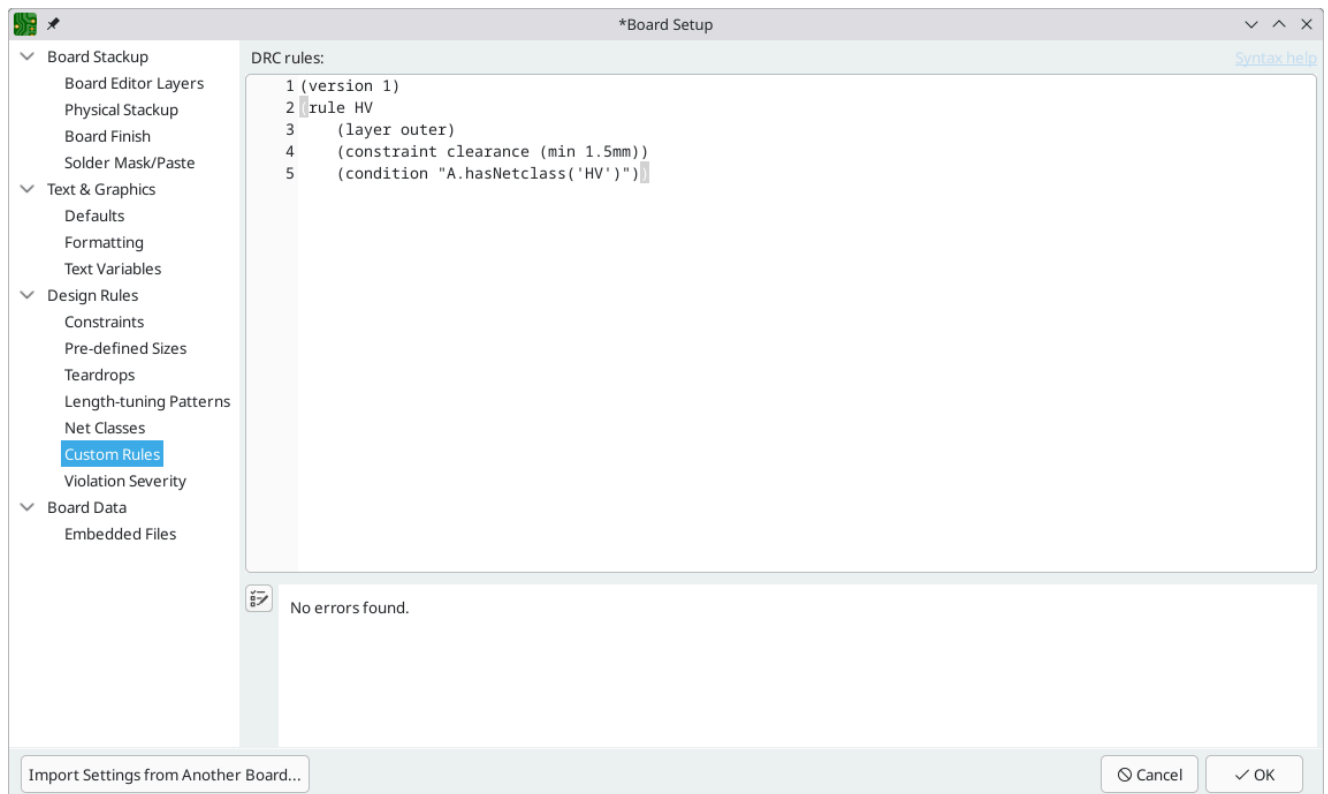 *Board Setup
Board Stackup
Board Editor Layers
Physical Stackup
Board Finish
Solder Mask/Paste
Text & Graphics
Defaults
Formatting
Text Variables
Design Rules
Constraints
Pre-defined Sizes
Teardrops
Length-tuning Patterns
Net Classes
Custom Rules
Violation Severity
Board Data
Embedded Files
DRC rules: Syntax help
1 (version 1)
2 (rule HV
3     (layer outer)
4     (constraint clearance (min 1.5mm))
5     (condition "A.hasNetclass('HV')"))
No errors found.
Import Settings from Another Board... Cancel OK